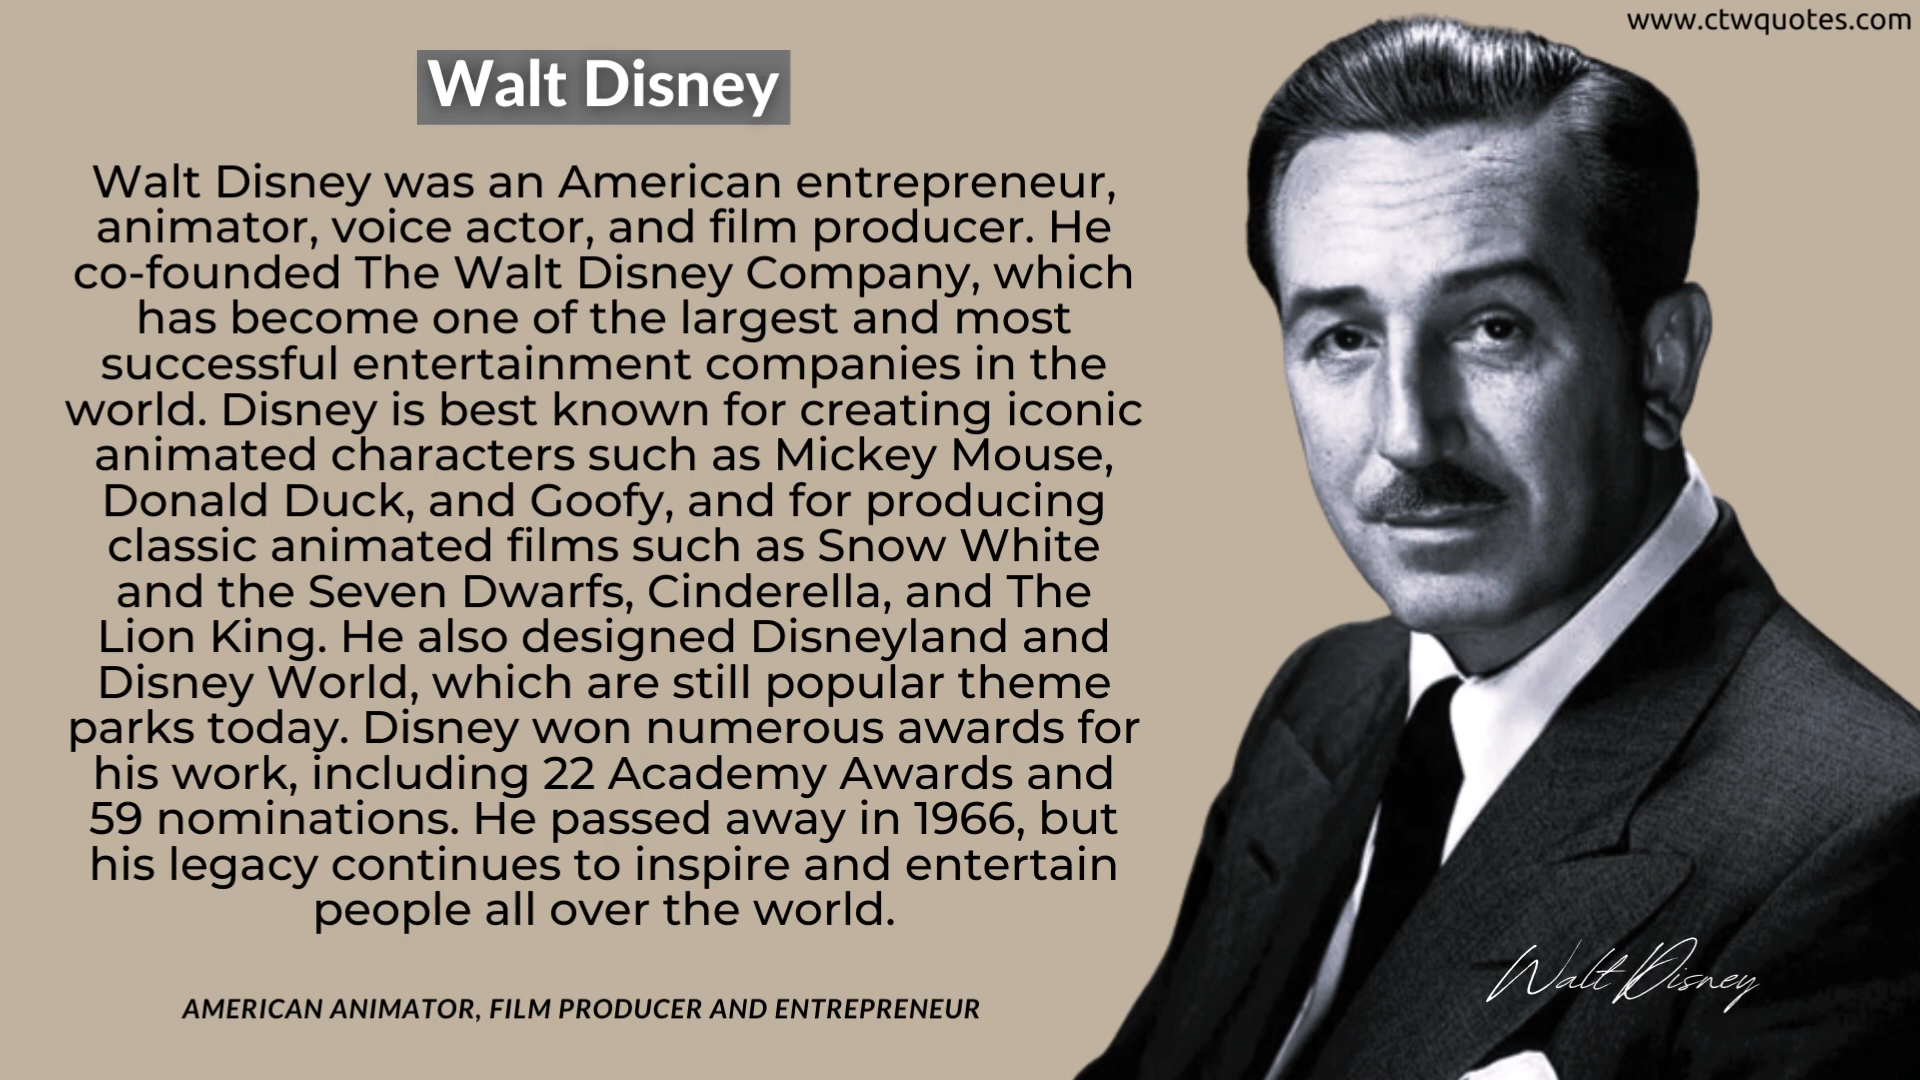 www.ctwquotes.com
Walt Disney
Walt Disney was an American entrepreneur,
animator, voice actor, and film producer. He
co-founded The Walt Disney Company, which
has become one of the largest and most
successful entertainment companies in the
world. Disney is best known for creating iconic
animated characters such as Mickey Mouse,
Donald Duck, and Goofy, and for producing
classic animated films such as Snow White
and the Seven Dwarfs, Cinderella, and The
Lion King. He also designed Disneyland and
Disney World, which are still popular theme
parks today. Disney won numerous awards for
his work, including 22 Academy Awards and
59 nominations. He passed away in 1966, but
his legacy continues to inspire and entertain
people all over the world.
Walt Disney
AMERICAN ANIMATOR, FILM PRODUCER AND ENTREPRENEUR